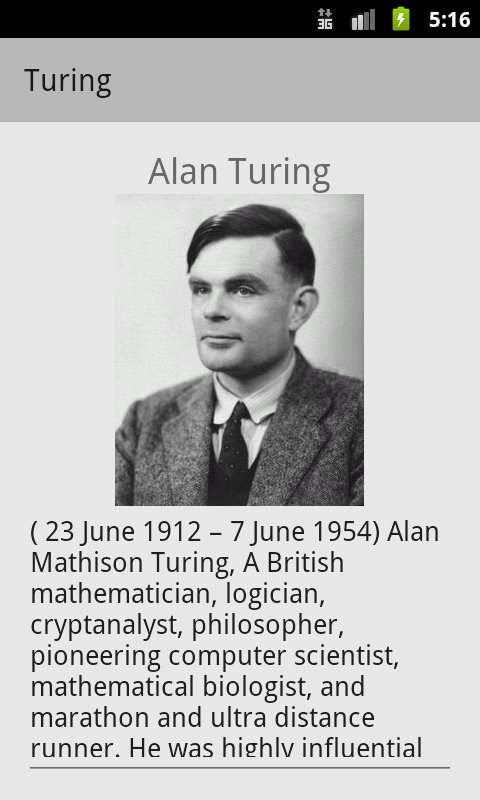 3G 5:16
Turing
Alan Turing
( 23 June 1912 – 7 June 1954) Alan
Mathison Turing, A British
mathematician, logician,
cryptanalyst, philosopher,
pioneering computer scientist,
mathematical biologist, and
marathon and ultra distance
runner. He was highly influential